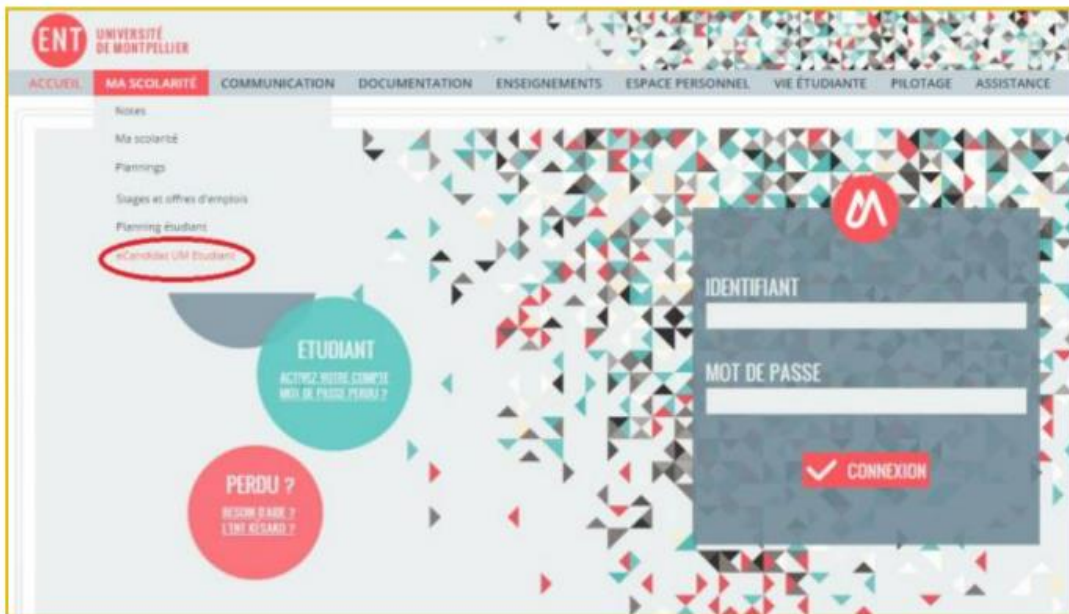 ENT UNIVERSITÉ
DE MONTPELLIER
ACCUEIL MA SCOLARITÉ COMMUNICATION DOCUMENTATION ENSEIGNEMENTS ESPACE PERSONNEL VIE ÉTUDIANTE PILOTAGE ASSISTANCE
Notes
Ma scolarité
Plannings
Stages et offres d'emplois
Planning étudiant
eCandidat UM Etudiant
IDENTIFIANT
ETUDIANT
ACTIVEZ VOTRE COMPTE
MOT DE PASSE PERDU ?
MOT DE PASSE
CONNEXION
PERDU ?
BESOIN D'AIDE ?
L'ENT KÉSAKO ?